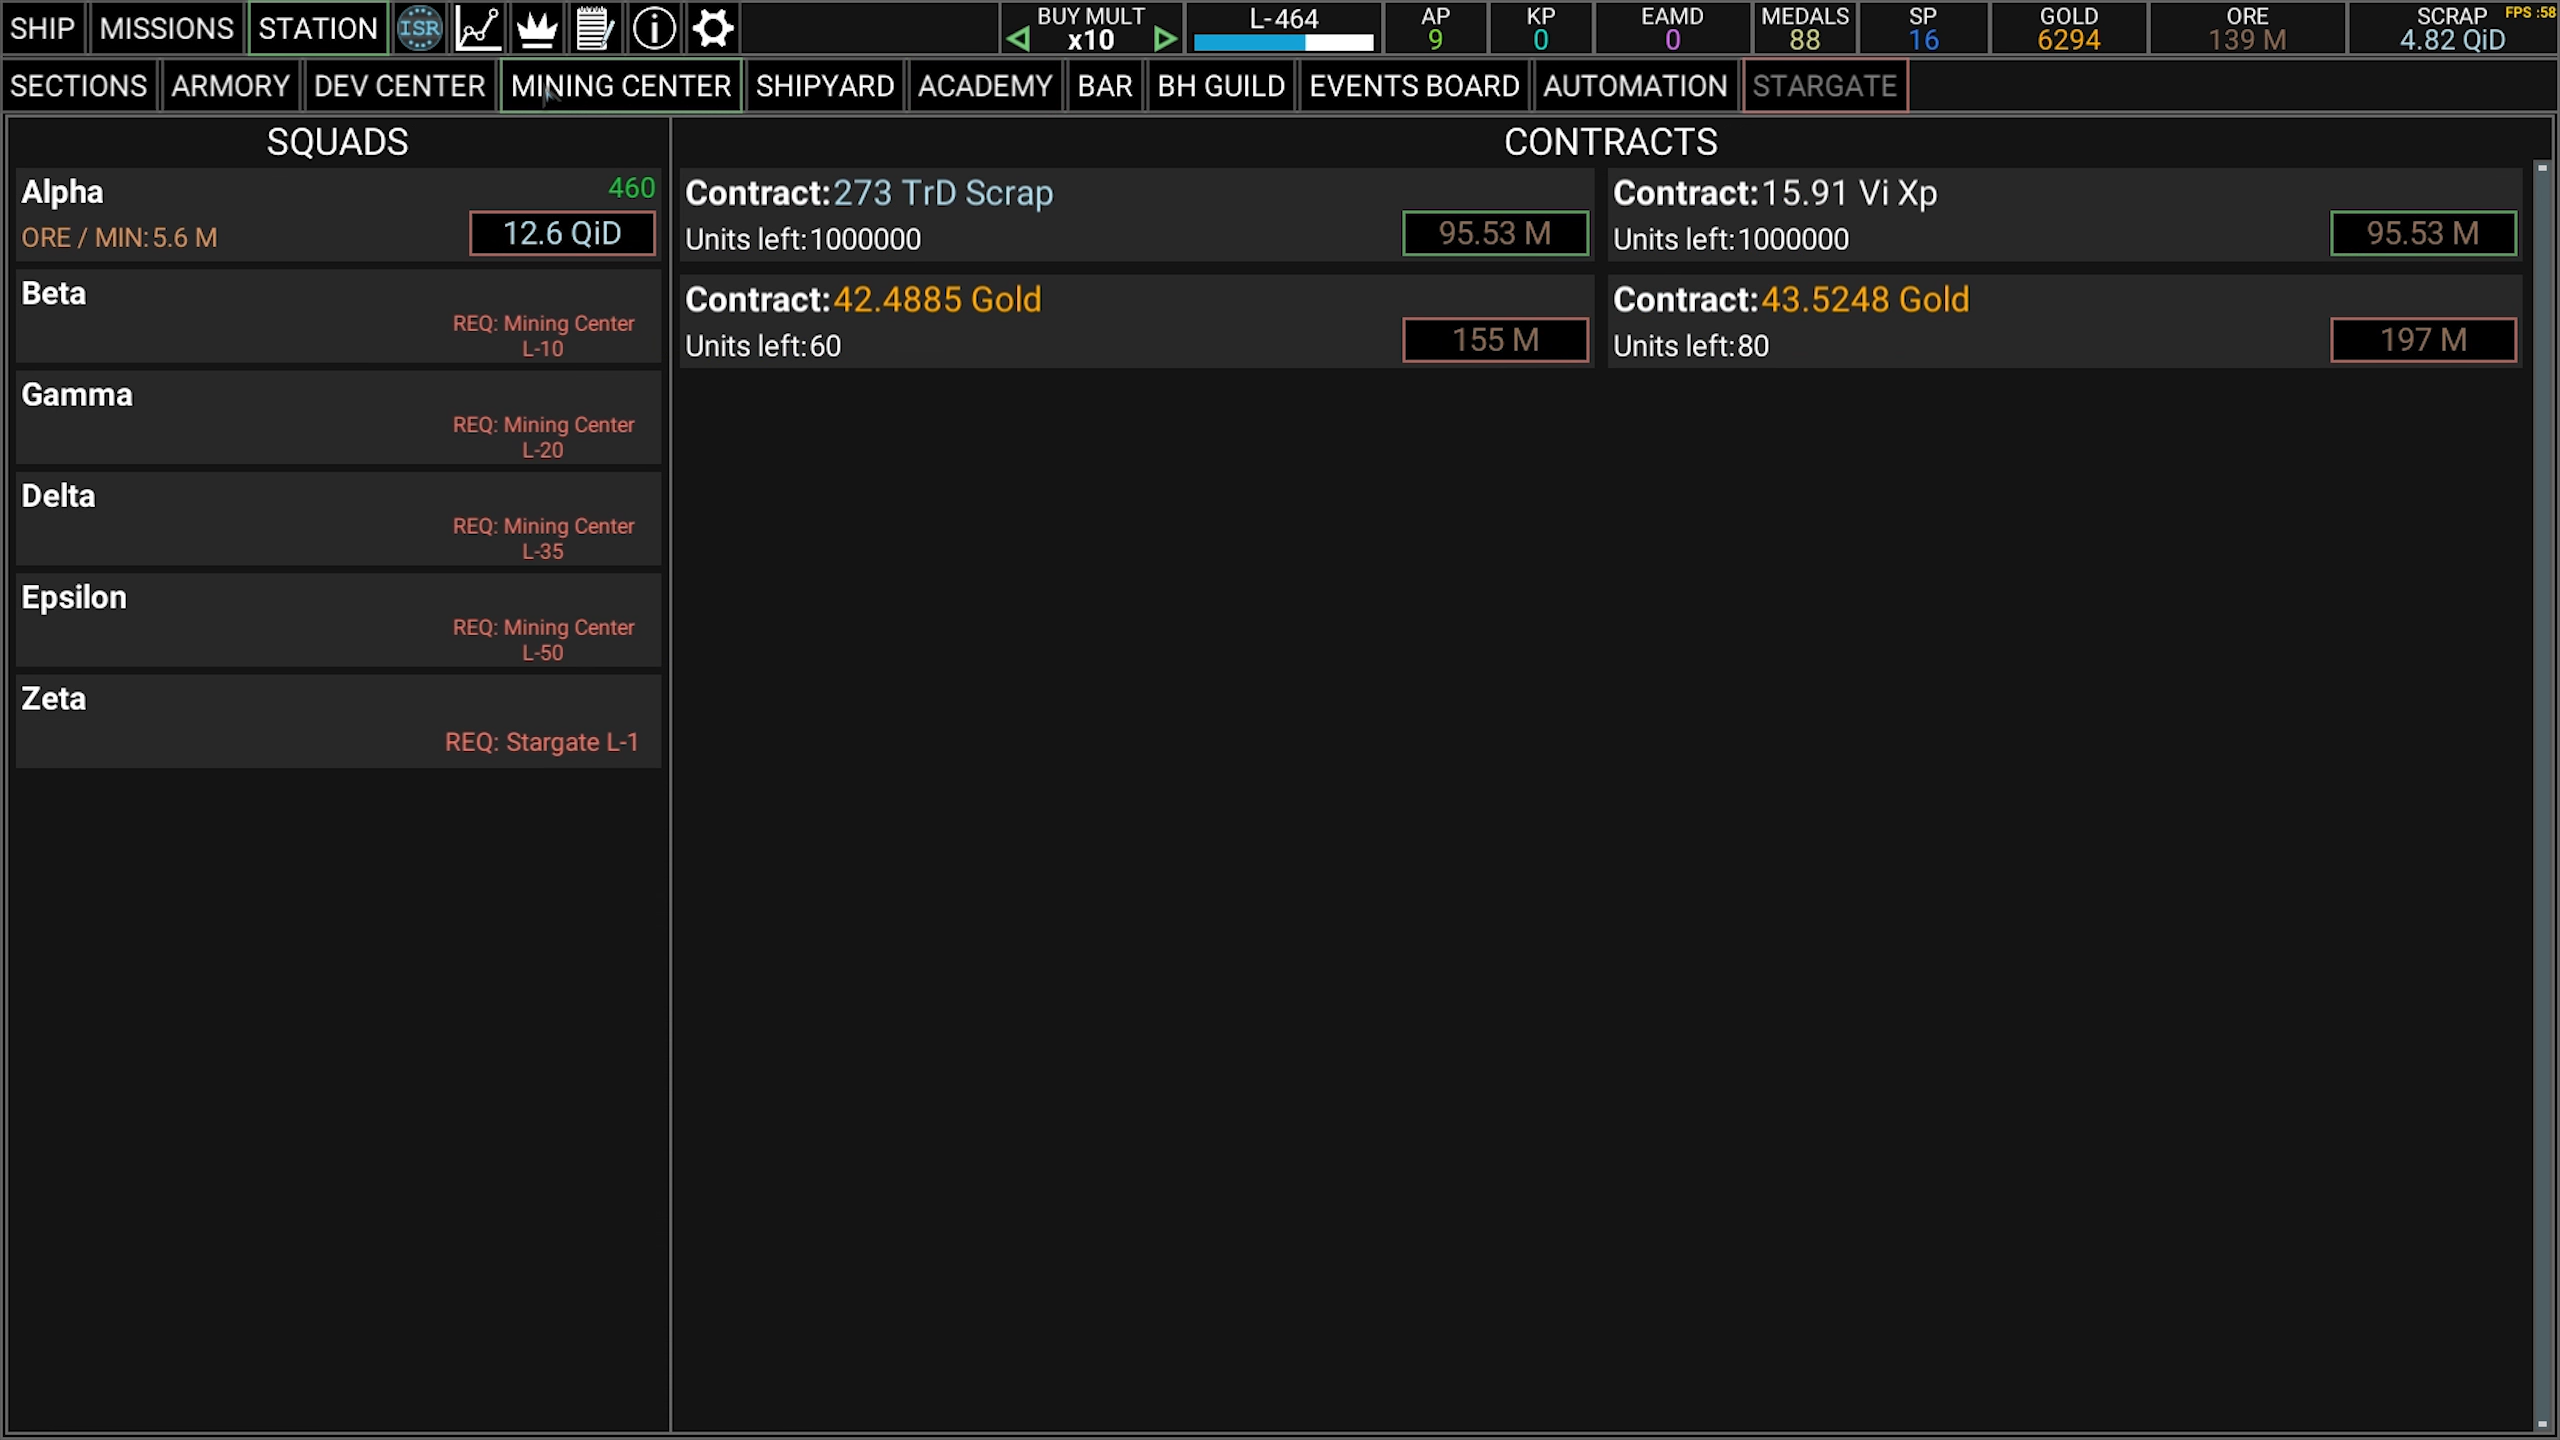 SHIP MISSIONS STATION ISR BUY MULT x10 L-464 AP 9 KP 0 EAMD 0 MEDALS 88 SP 16 GOLD 6294 ORE 139 M SCRAP 4.82 QiD FPS :58
SECTIONS ARMORY DEV CENTER MINING CENTER SHIPYARD ACADEMY BAR BH GUILD EVENTS BOARD AUTOMATION STARGATE
SQUADS
Alpha 460
ORE / MIN: 5.6 M 12.6 QiD
Beta
REQ: Mining Center
L-10
Gamma
REQ: Mining Center
L-20
Delta
REQ: Mining Center
L-35
Epsilon
REQ: Mining Center
L-50
Zeta
REQ: Stargate L-1
CONTRACTS
Contract: 273 TrD Scrap
Units left: 1000000 95.53 M
Contract: 15.91 Vi Xp
Units left: 1000000 95.53 M
Contract: 42.4885 Gold
Units left: 60 155 M
Contract: 43.5248 Gold
Units left: 80 197 M